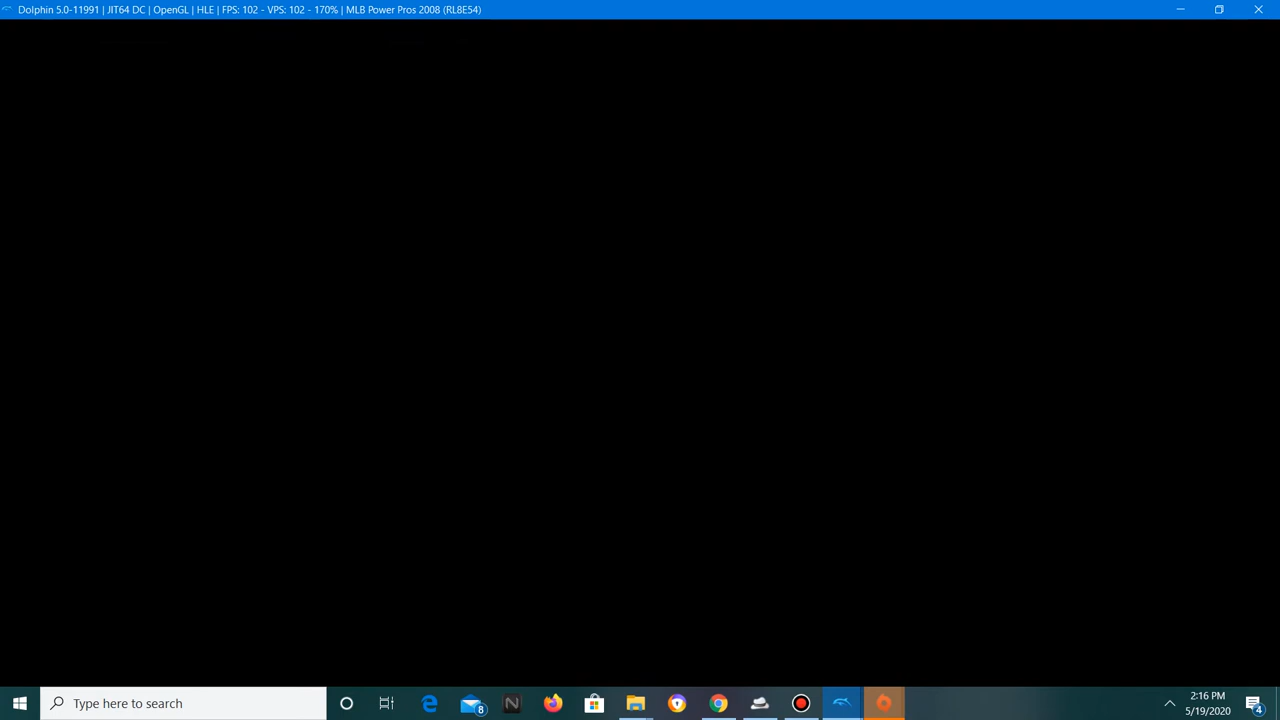 Dolphin 5.0-11991 | JIT64 DC | OpenGL | HLE | FPS: 102 - VPS: 102 - 170% | MLB Power Pros 2008 (RL8E54)
Type here to search
8
N
2:16 PM
5/19/2020
4